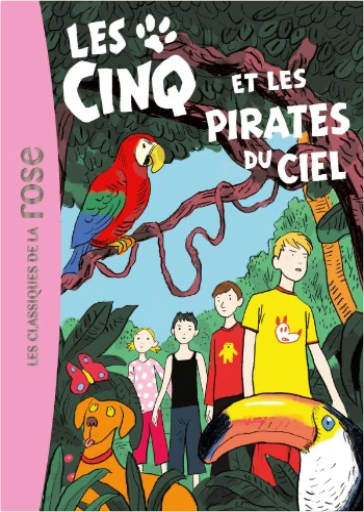 LES
CINQ
ET LES
PIRATES
DU CIEL
LES CLASSIQUES DE LA rose